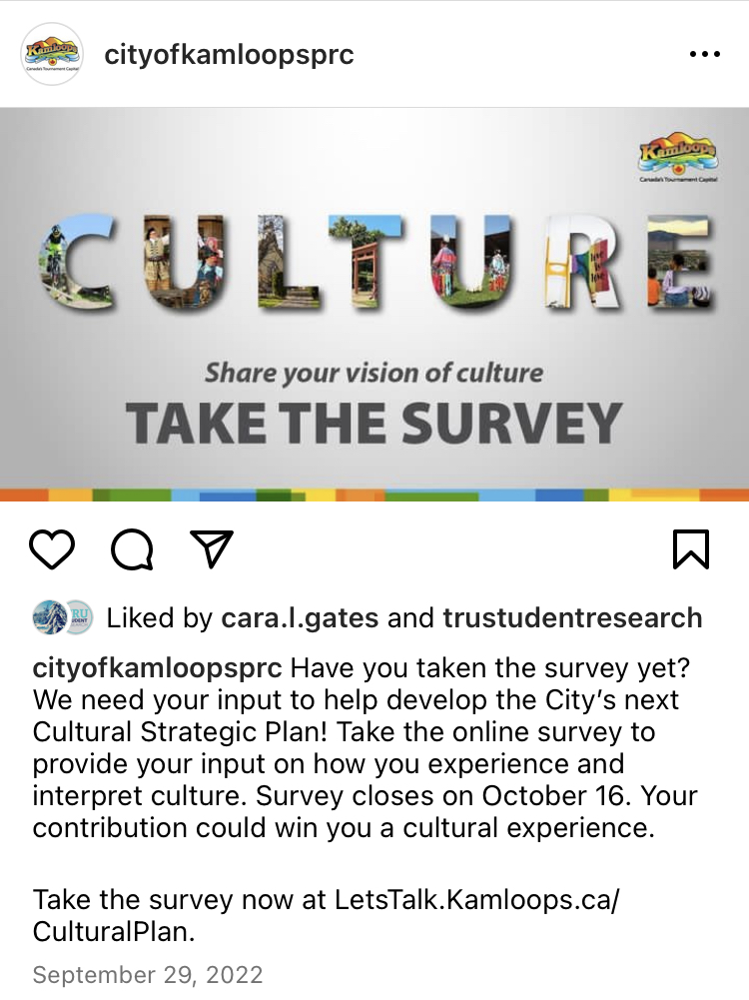 Kamloops
Canada's Tournament Capital
cityofkamloopsprc
Kamloops
Canada's Tournament Capital
CULTURE
love
is
love
Share your vision of culture
TAKE THE SURVEY
RU
Liked by cara.l.gates and trustudentresearch
cityofkamloopsprc Have you taken the survey yet?
We need your input to help develop the City’s next
Cultural Strategic Plan! Take the online survey to
provide your input on how you experience and
interpret culture. Survey closes on October 16. Your
contribution could win you a cultural experience.
Take the survey now at LetsTalk.Kamloops.ca/
CulturalPlan.
September 29, 2022